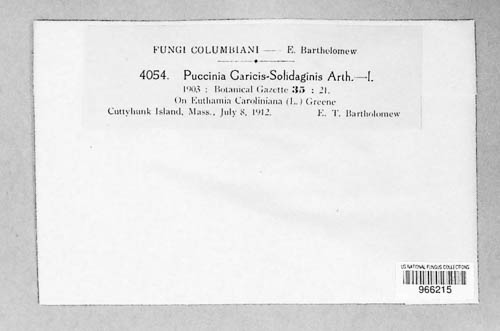 FUNGI COLUMBIANI — E. Bartholomew
4054. Puccinia Caricis-Solidaginis Arth.—I.
1903 : Botanical Gazette 35 : 21.
On Euthamia Caroliniana (L.) Greene
Cuttyhunk Island, Mass., July 8, 1912. E. T. Bartholomew
US NATIONAL FUNGUS COLLECTIONS
966215